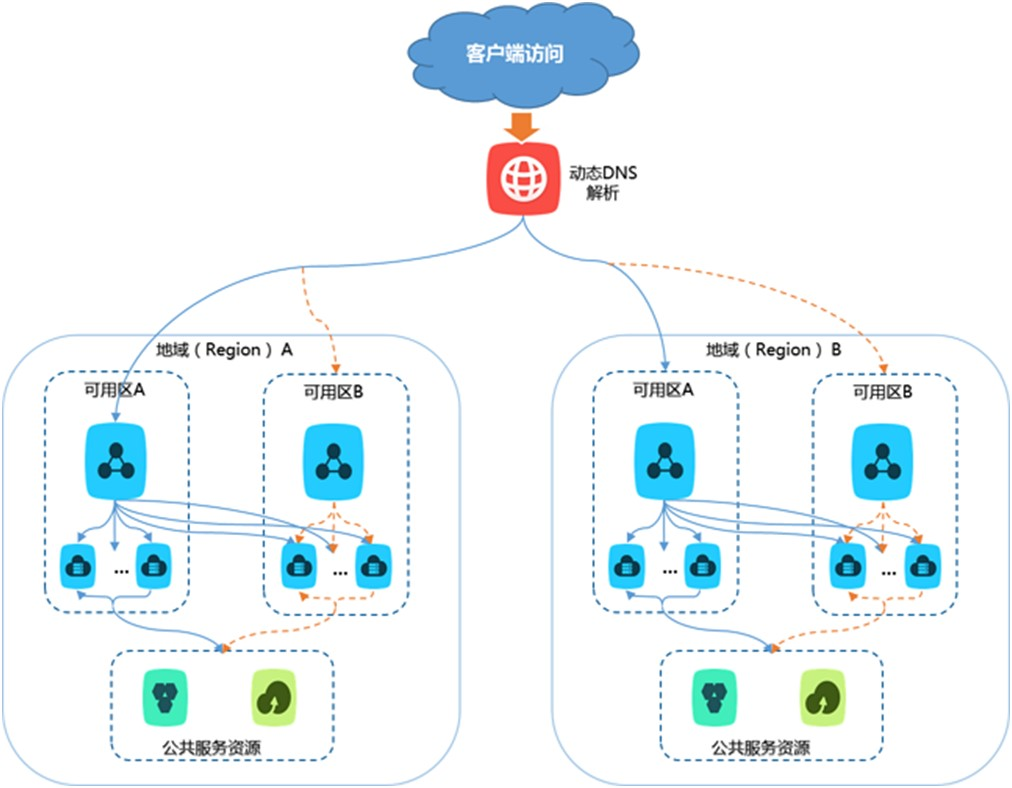 客户端访问
动态DNS
解析
地域（Region）A
可用区A
可用区B
...
...
公共服务资源
地域（Region）B
可用区A
可用区B
...
...
公共服务资源